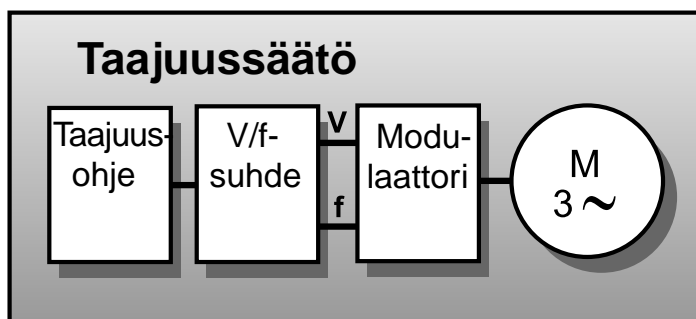 Taajuussäätö
Taajuus-
ohje
V/f-
suhde
V
f
Modu-
laattori
M
3 ~